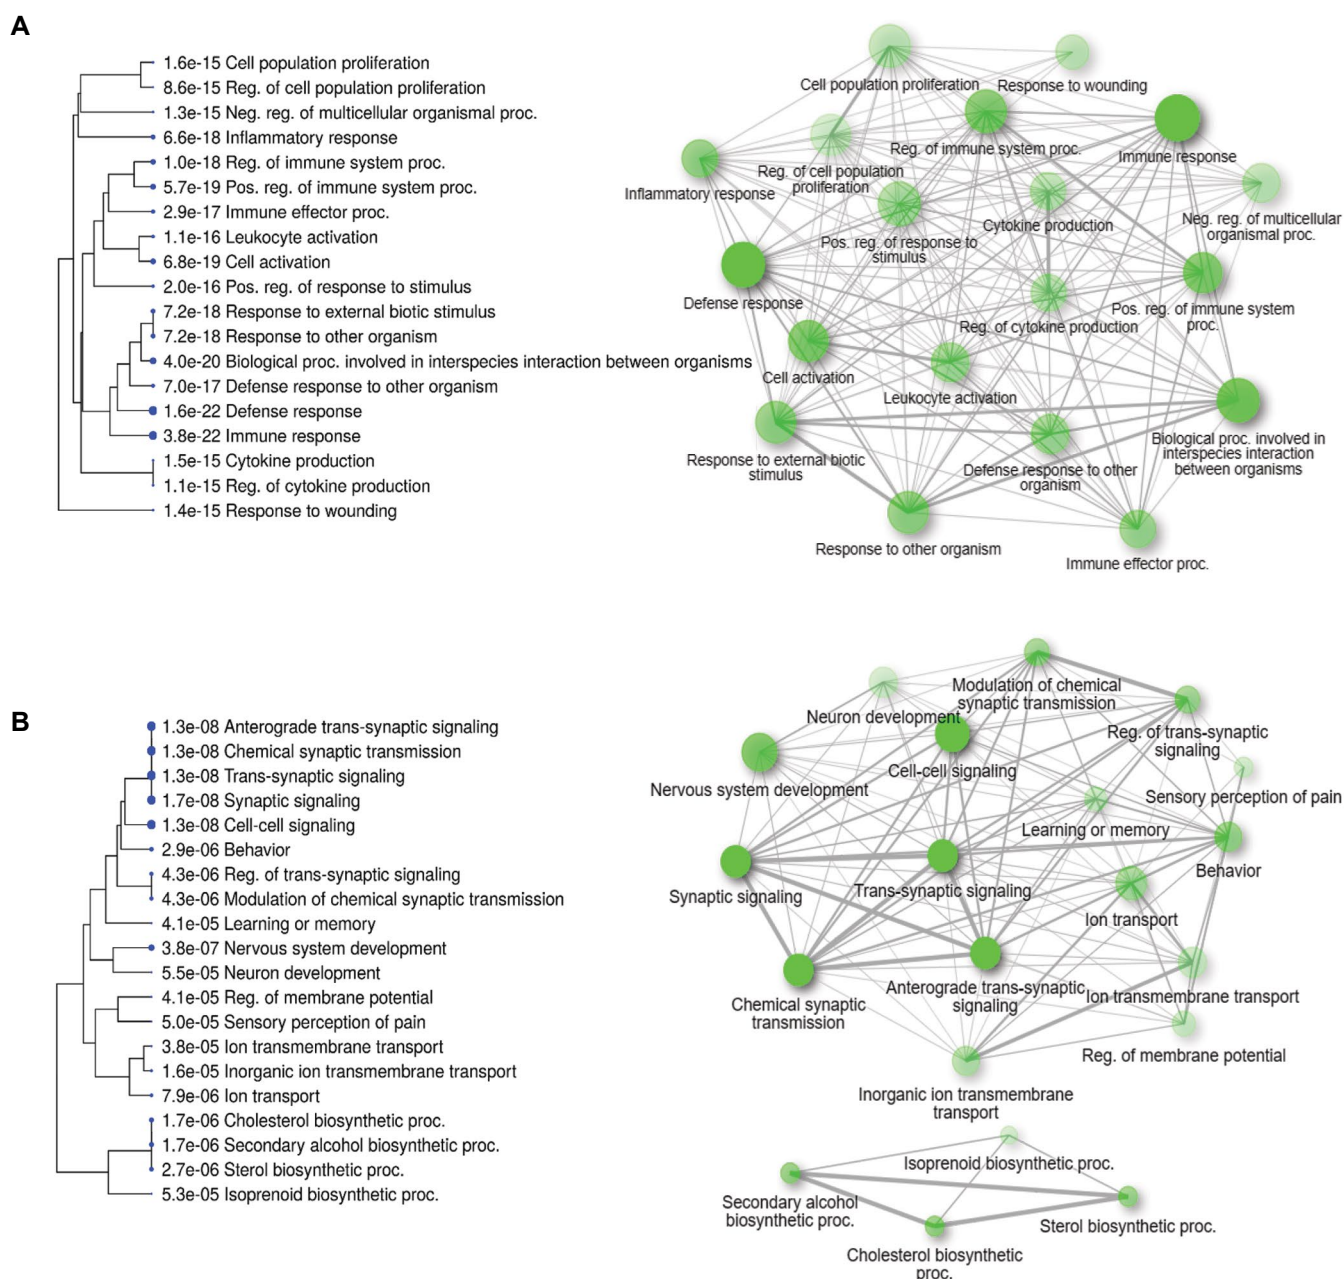 A
1.6e-15 Cell population proliferation
8.6e-15 Reg. of cell population proliferation
1.3e-15 Neg. reg. of multicellular organismal proc.
6.6e-18 Inflammatory response
1.0e-18 Reg. of immune system proc.
5.7e-19 Pos. reg. of immune system proc.
2.9e-17 Immune effector proc.
1.1e-16 Leukocyte activation
6.8e-19 Cell activation
2.0e-16 Pos. reg. of response to stimulus
7.2e-18 Response to external biotic stimulus
7.2e-18 Response to other organism
4.0e-20 Biological proc. involved in interspecies interaction between organisms
7.0e-17 Defense response to other organism
1.6e-22 Defense response
3.8e-22 Immune response
1.5e-15 Cytokine production
1.1e-15 Reg. of cytokine production
1.4e-15 Response to wounding
Cell population proliferation
Response to wounding
Reg. of immune system proc.
Immune response
Reg. of cell population
proliferation
Inflammatory response
Cytokine production
Neg. reg. of multicellular
organismal proc.
Pos. reg. of response to
stimulus
Defense response
Pos. reg. of immune system
proc.
Reg. of cytokine production
Cell activation
Leukocyte activation
Response to external biotic
stimulus
Defense response to other
organism
Biological proc. involved in
interspecies interaction
between organisms
Response to other organism
Immune effector proc.
B
1.3e-08 Anterograde trans-synaptic signaling
1.3e-08 Chemical synaptic transmission
1.3e-08 Trans-synaptic signaling
1.7e-08 Synaptic signaling
1.3e-08 Cell-cell signaling
2.9e-06 Behavior
4.3e-06 Reg. of trans-synaptic signaling
4.3e-06 Modulation of chemical synaptic transmission
4.1e-05 Learning or memory
3.8e-07 Nervous system development
5.5e-05 Neuron development
4.1e-05 Reg. of membrane potential
5.0e-05 Sensory perception of pain
3.8e-05 Ion transmembrane transport
1.6e-05 Inorganic ion transmembrane transport
7.9e-06 Ion transport
1.7e-06 Cholesterol biosynthetic proc.
1.7e-06 Secondary alcohol biosynthetic proc.
2.7e-06 Sterol biosynthetic proc.
5.3e-05 Isoprenoid biosynthetic proc.
Modulation of chemical
synaptic transmission
Neuron development
Reg. of trans-synaptic
signaling
Cell-cell signaling
Nervous system development
Sensory perception of pain
Learning or memory
Behavior
Synaptic signaling
Trans-synaptic signaling
Ion transport
Anterograde trans-synaptic
signaling
Ion transmembrane transport
Chemical synaptic
transmission
Reg. of membrane potential
Inorganic ion transmembrane
transport
Isoprenoid biosynthetic proc.
Secondary alcohol
biosynthetic proc.
Sterol biosynthetic proc.
Cholesterol biosynthetic
proc.